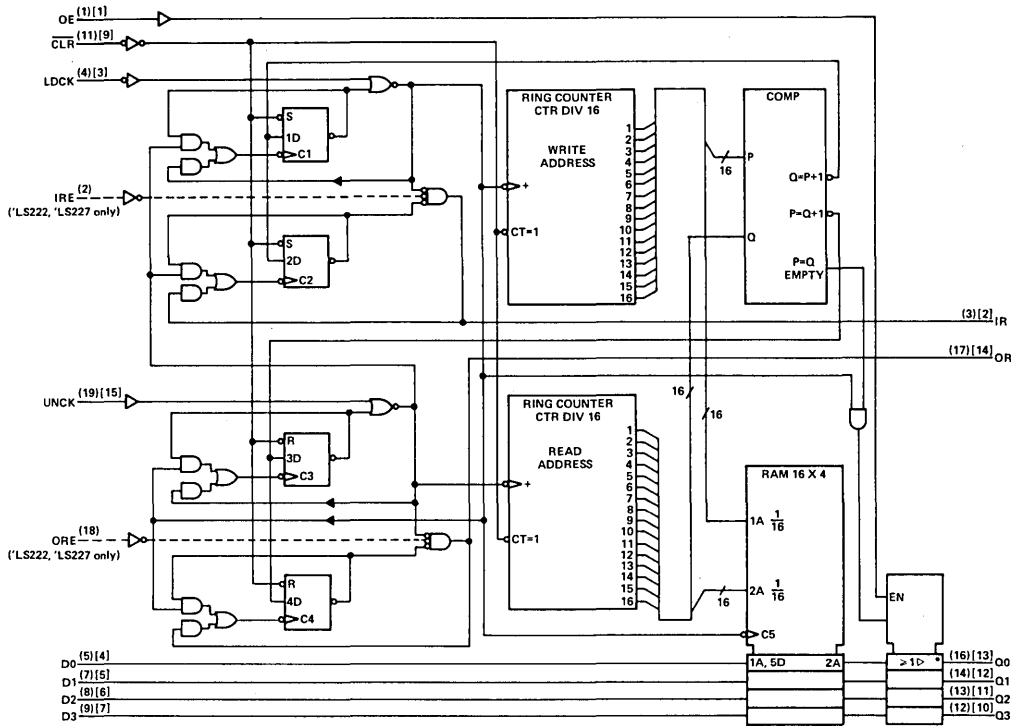 OE (1)[1]
CLR (11)[9]
LDCK (4)[3]
S
1D
C1
IRE (2)
('LS222, 'LS227 only)
S
2D
C2
RING COUNTER
CTR DIV 16
WRITE
ADDRESS
1
2
3
4
5
6
7
8
9
10
11
12
13
14
15
16
+
CT=1
COMP
P
16
Q=P+1
P=Q+1
Q
P=Q
EMPTY
(3)[2] IR
(17)[14] OR
UNCK (19)[15]
R
3D
C3
ORE (18)
('LS222, 'LS227 only)
R
4D
C4
RING COUNTER
CTR DIV 16
READ
ADDRESS
1
2
3
4
5
6
7
8
9
10
11
12
13
14
15
16
+
CT=1
16
16
RAM 16 X 4
1A 1/16
2A 1/16
16
C5
EN
D0 (5)[4]
1A, 5D 2A
≥1▷ *
(16)[13] Q0
D1 (7)[5]
(14)[12] Q1
D2 (8)[6]
(13)[11] Q2
D3 (9)[7]
(12)[10] Q3